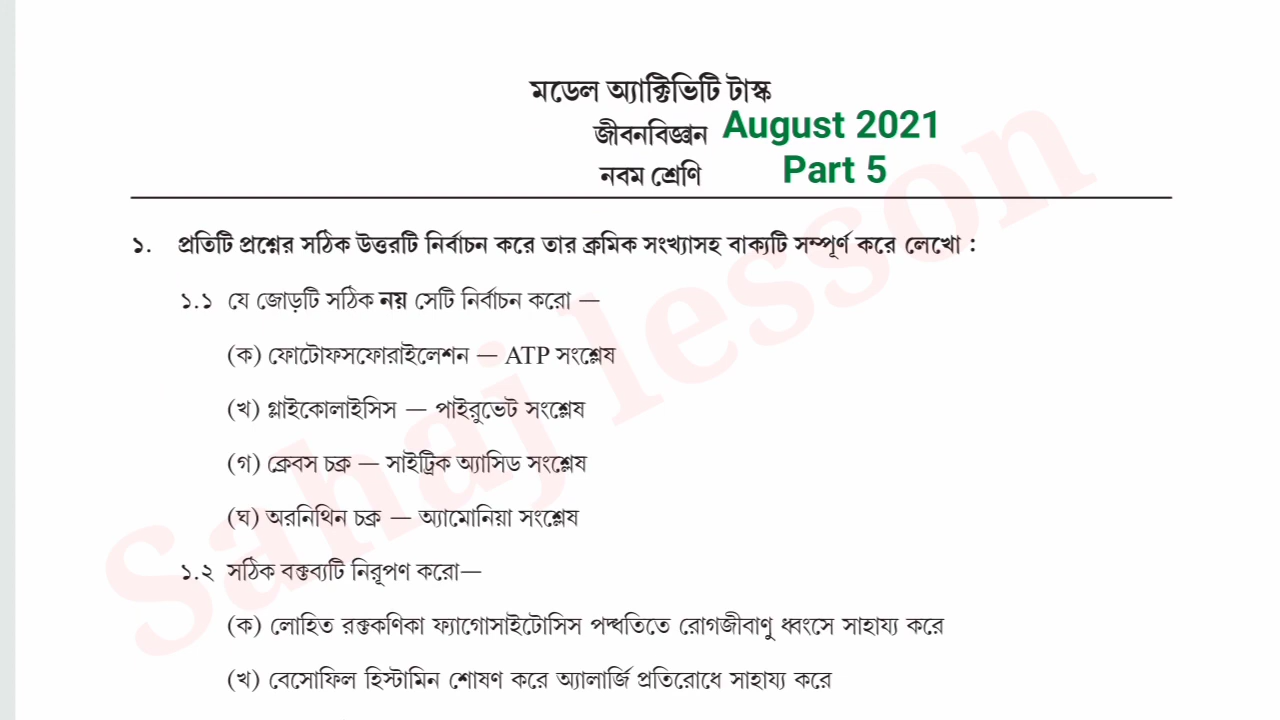 মডেল অ্যাক্টিভিটি টাস্ক
জীবনবিজ্ঞান August 2021
নবম শ্রেণি Part 5
১. প্রতিটি প্রশ্নের সঠিক উত্তরটি নির্বাচন করে তার ক্রমিক সংখ্যাসহ বাক্যটি সম্পূর্ণ করে লেখো :
১.১ যে জোড়টি সঠিক নয় সেটি নির্বাচন করো —
(ক) ফোটোফসফোরাইলেশন — ATP সংশ্লেষ
(খ) গ্লাইকোলাইসিস — পাইরুভেট সংশ্লেষ
(গ) ক্রেবস চক্র — সাইট্রিক অ্যাসিড সংশ্লেষ
(ঘ) অরনিথিন চক্র — অ্যামোনিয়া সংশ্লেষ
১.২ সঠিক বক্তব্যটি নিরূপণ করো—
(ক) লোহিত রক্তকণিকা ফ্যাগোসাইটোসিস পদ্ধতিতে রোগজীবাণু ধ্বংসে সাহায্য করে
(খ) বেসোফিল হিস্টামিন শোষণ করে অ্যালার্জি প্রতিরোধে সাহায্য করে
Sahaj lesson